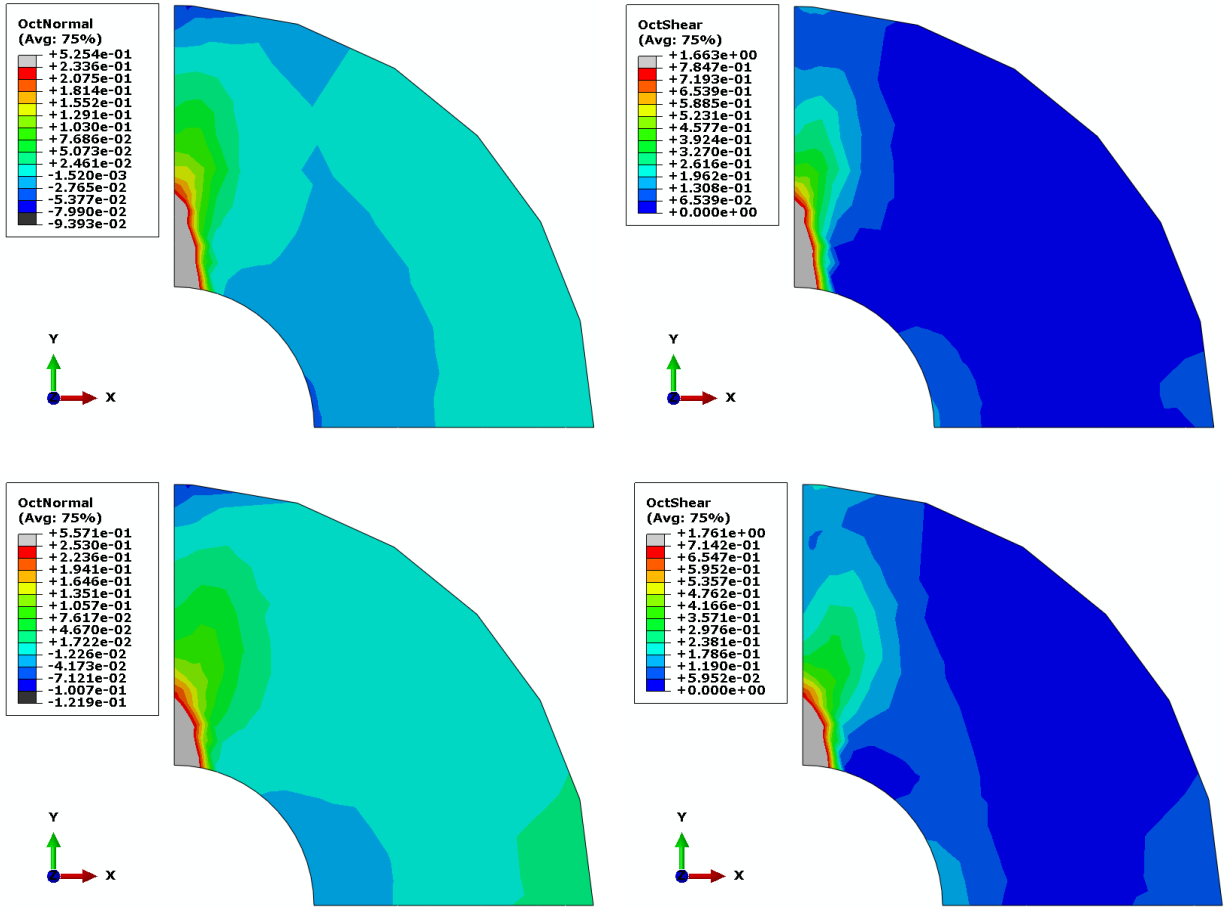 OctNormal
(Avg: 75%)
+5.254e-01
+2.336e-01
+2.075e-01
+1.814e-01
+1.552e-01
+1.291e-01
+1.030e-01
+7.686e-02
+5.073e-02
+2.461e-02
-1.520e-03
-2.765e-02
-5.377e-02
-7.990e-02
-9.393e-02
Y
Z X
OctShear
(Avg: 75%)
+1.663e+00
+7.847e-01
+7.193e-01
+6.539e-01
+5.885e-01
+5.231e-01
+4.577e-01
+3.924e-01
+3.270e-01
+2.616e-01
+1.962e-01
+1.308e-01
+6.539e-02
+0.000e+00
Y
Z X
OctNormal
(Avg: 75%)
+5.571e-01
+2.530e-01
+2.236e-01
+1.941e-01
+1.646e-01
+1.351e-01
+1.057e-01
+7.617e-02
+4.670e-02
+1.722e-02
-1.226e-02
-4.173e-02
-7.121e-02
-1.007e-01
-1.219e-01
Y
Z X
OctShear
(Avg: 75%)
+1.761e+00
+7.142e-01
+6.547e-01
+5.952e-01
+5.357e-01
+4.762e-01
+4.166e-01
+3.571e-01
+2.976e-01
+2.381e-01
+1.786e-01
+1.190e-01
+5.952e-02
+0.000e+00
Y
Z X